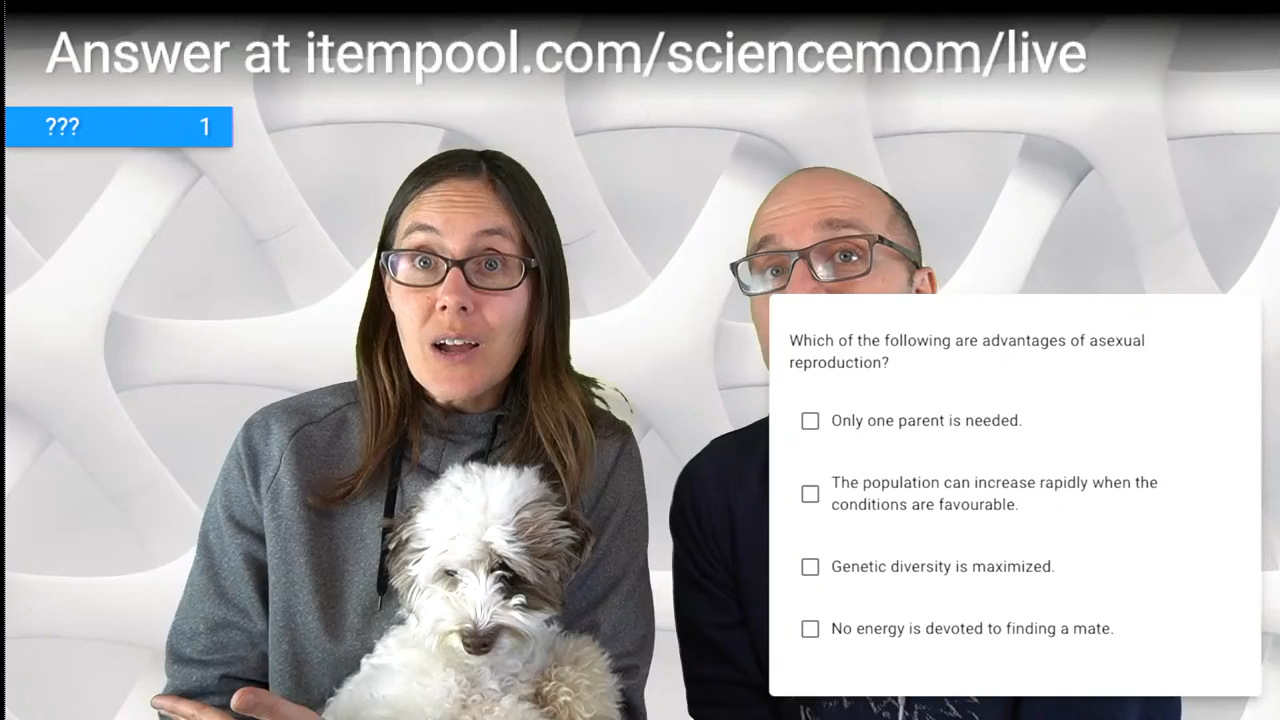 Answer at itempool.com/sciencemom/live
??? 1
Which of the following are advantages of asexual
reproduction?
Only one parent is needed.
The population can increase rapidly when the
conditions are favourable.
Genetic diversity is maximized.
No energy is devoted to finding a mate.